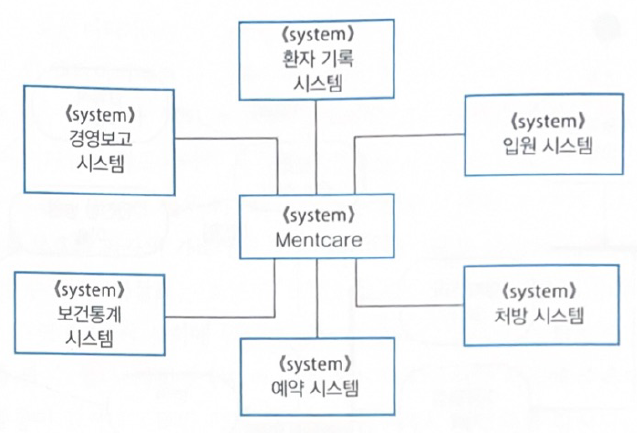 《system》
환자 기록
시스템
《system》
경영보고
시스템
《system》
입원 시스템
《system》
Mentcare
《system》
보건통계
시스템
《system》
처방 시스템
《system》
예약 시스템